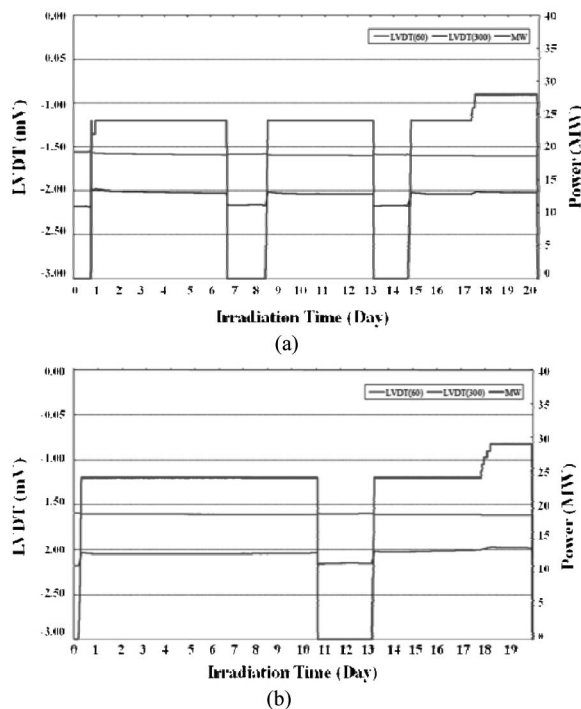 0.00
-1.05
-1.00
-1.50
-2.00
-2.50
-3.00
LVDT (mV)
LVDT(60) LVDT(300) MW
40
35
30
25
20
15
10
5
0
Power (MW)
0 1 2 3 4 5 6 7 8 9 10 11 12 13 14 15 16 17 18 19 20
Irradiation Time (Day)
(a)
0.00
-1.05
-1.00
-1.50
-2.00
-2.50
-3.00
LVDT (mV)
LVDT(60) LVDT(300) MW
40
35
30
25
20
15
10
5
0
Power (MW)
0 1 2 3 4 5 6 7 8 9 10 11 12 13 14 15 16 17 18 19
Irradiation Time (Day)
(b)